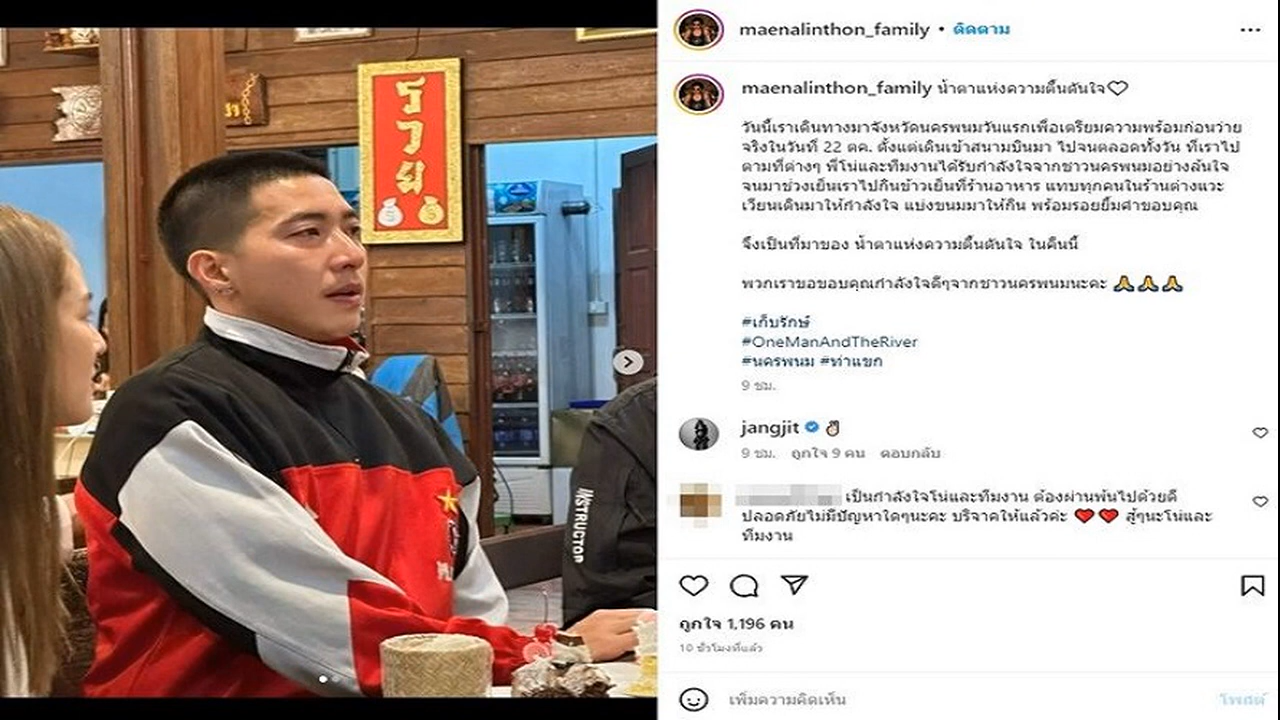 รวย
INSTRUCTOR
maenalinthon_family • ติดตาม
maenalinthon_family น้ำตาแห่งความตื้นตันใจ♡
วันนี้เราเดินทางมาจังหวัดนครพนมวันแรกเพื่อเตรียมความพร้อมก่อนว่าย
จริงในวันที่ 22 ตค. ตั้งแต่เดินเข้าสนามบินมา ไปจนตลอดทั้งวัน ที่เราไป
ตามที่ต่างๆ พี่โน่และทีมงานได้รับกำลังใจจากชาวนครพนมอย่างล้นใจ
จนมาช่วงเย็นเราไปกินข้าวเย็นที่ร้านอาหาร แทบทุกคนในร้านต่างแวะ
เวียนเดินมาให้กำลังใจ แบ่งขนมมาให้กิน พร้อมรอยยิ้มคำขอบคุณ
จึงเป็นที่มาของ น้ำตาแห่งความตื้นตันใจ ในคืนนี้
พวกเราขอขอบคุณกำลังใจดีๆจากชาวนครพนมนะคะ 🙏🙏🙏
#เก็บรักษ์
#OneManAndTheRiver
#นครพนม #ท่าแขก
9 ชม.
jangjit ✌🏻
9 ชม. ถูกใจ 9 คน ตอบกลับ
เป็นกำลังใจโน่และทีมงาน ต้องผ่านพ้นไปด้วยดี
ปลอดภัยไม่มีปัญหาใดๆนะคะ บริจาคให้แล้วค่ะ ❤️❤️ สู้ๆนะโน่และ
ทีมงาน
ถูกใจ 1,196 คน
10 ชั่วโมงที่แล้ว
เพิ่มความคิดเห็น โพสต์